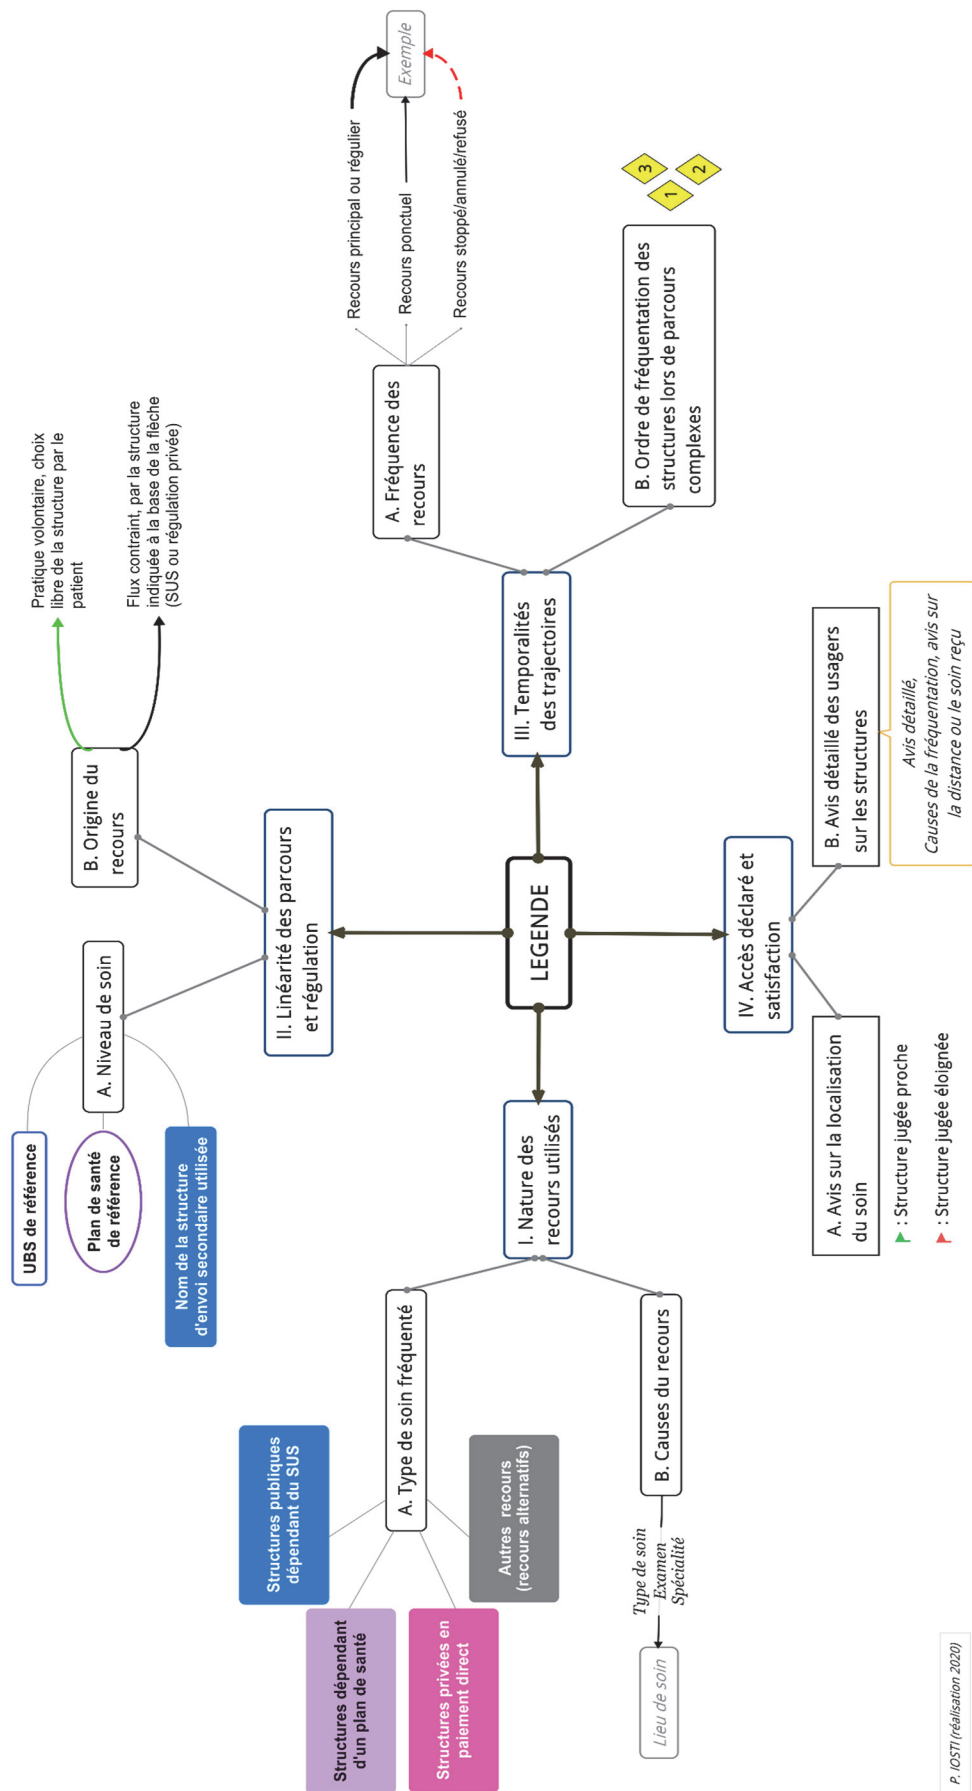 UBS de référence
Plan de santé
de référence
Nom de la structure
d'envoi secondaire utilisée
A. Niveau de soin
B. Origine du
recours
Pratique volontaire, choix
libre de la structure par le
patient
Flux contraint, par la structure
indiquée à la base de la flèche
(SUS ou régulation privée)
II. Linéarité des parcours
et régulation
Structures publiques
dépendant du SUS
Structures dépendant
d'un plan de santé
Structures privées en
paiement direct
Autres recours
(recours alternatifs)
A. Type de soin fréquenté
B. Causes du recours
Type de soin
Examen
Spécialité
Lieu de soin
I. Nature des
recours utilisés
LEGENDE
III. Temporalités
des trajectoires
A. Fréquence des
recours
Recours principal ou régulier
Recours ponctuel
Recours stoppé/annulé/refusé
Exemple
B. Ordre de fréquentation des
structures lors de parcours
complexes
1
3
2
IV. Accès déclaré et
satisfaction
A. Avis sur la localisation
du soin
: Structure jugée proche
: Structure jugée éloignée
B. Avis détaillé des usagers
sur les structures
Avis détaillé,
Causes de la fréquentation, avis sur
la distance ou le soin reçu
P. IOSTI (réalisation 2020)